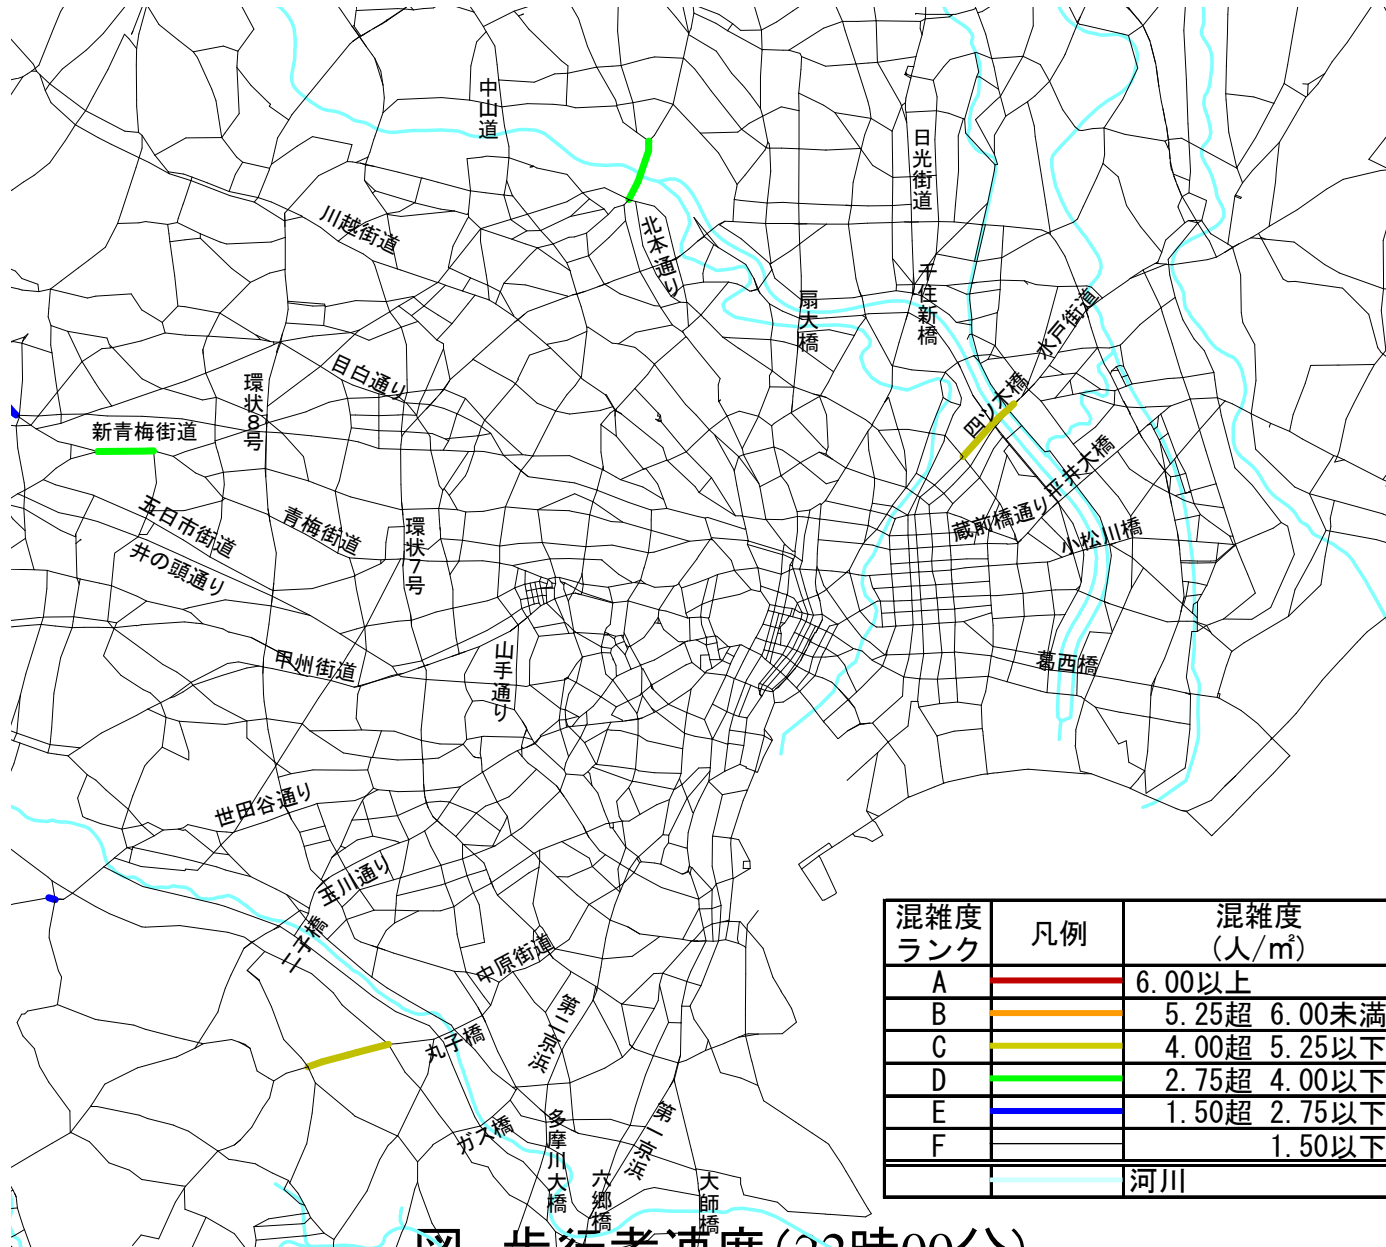 中山道
日光街道
川越街道
北本通り
扇大橋
千住新橋
水戸街道
目白通り
環状8号
新青梅街道
四ツ木橋
平井大橋
五日市街道
青梅街道
環状7号
蔵前橋通り
小松川橋
井の頭通り
甲州街道
山手通り
葛西橋
世田谷通り
玉川通り
二子橋
中原街道
第二京浜
丸子橋
ガス橋
多摩川大橋
第一京浜
六郷橋
大師橋
混雑度ランク 凡例 混雑度(人/㎡)
A 6.00以上
B 5.25超 6.00未満
C 4.00超 5.25以下
D 2.75超 4.00以下
E 1.50超 2.75以下
F 1.50以下
河川